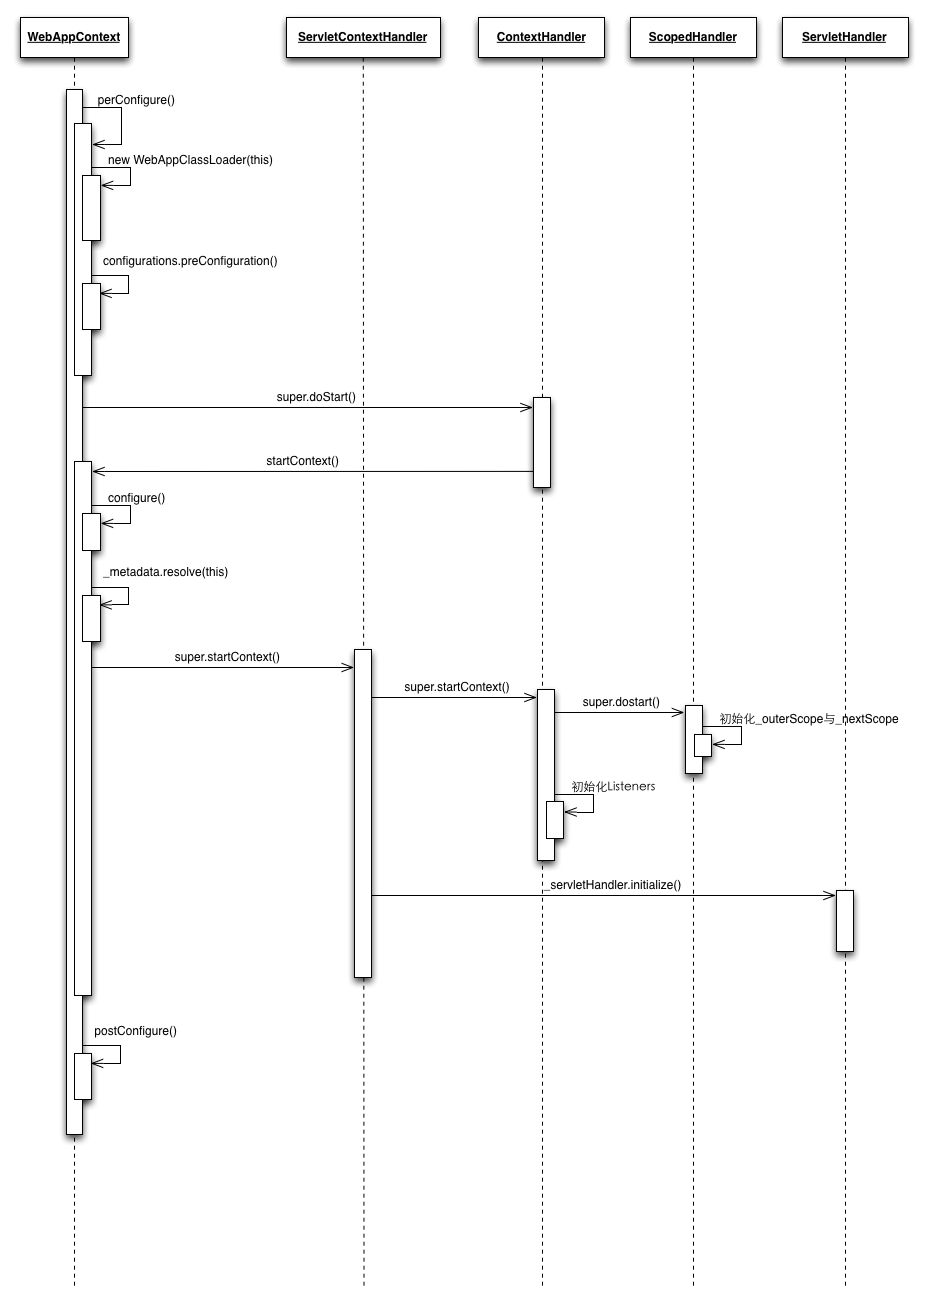 WebAppContext
ServletContextHandler
ContextHandler
ScopedHandler
ServletHandler
perConfigure()
new WebAppClassLoader(this)
configurations.preConfiguration()
super.doStart()
startContext()
configure()
_metadata.resolve(this)
super.startContext()
super.startContext()
super.dostart()
初始化_outerScope与_nextScope
初始化Listeners
_servletHandler.initialize()
postConfigure()